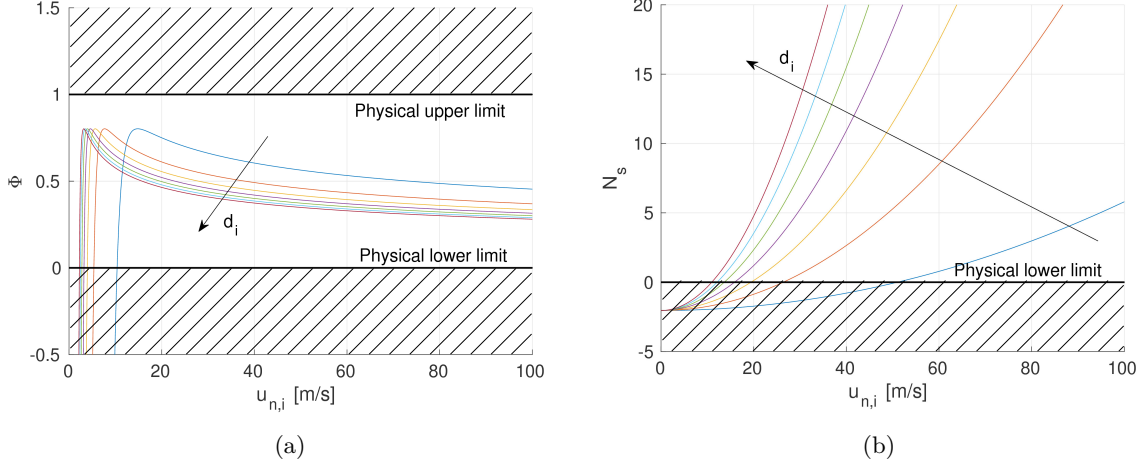 1.5
1
0.5
0
-0.5
Φ
Physical upper limit
d_i
Physical lower limit
0
20
40
60
80
100
u_{n,i} [m/s]
(a)
20
15
10
5
0
-5
N_s
d_i
Physical lower limit
0
20
40
60
80
100
u_{n,i} [m/s]
(b)